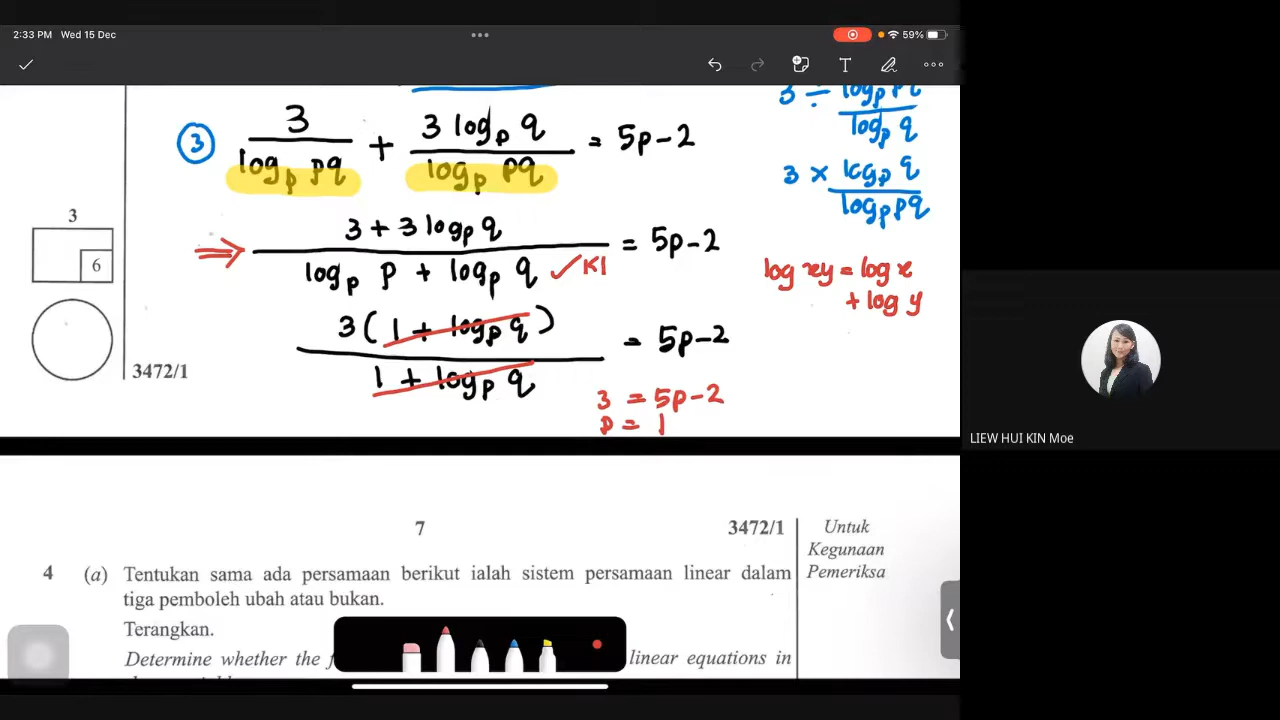 2:33 PM Wed 15 Dec
59%
3 ÷ log_p pq / log_p q
③ 3 / log_p pq + 3 log_p q / log_p pq = 5p-2
3 × log_p q / log_p pq
⇒ 3 + 3 log_p q / log_p p + log_p q = 5p-2
✓ K1
log xy = log x
+ log y
3(1 + log_p q) / 1 + log_p q = 5p-2
3 = 5p-2
p = 1
3
6
3472/1
LIEW HUI KIN Moe
7
3472/1
Untuk
Kegunaan
Pemeriksa
4 (a) Tentukan sama ada persamaan berikut ialah sistem persamaan linear dalam
tiga pemboleh ubah atau bukan.
Terangkan.
Determine whether the linear equations in